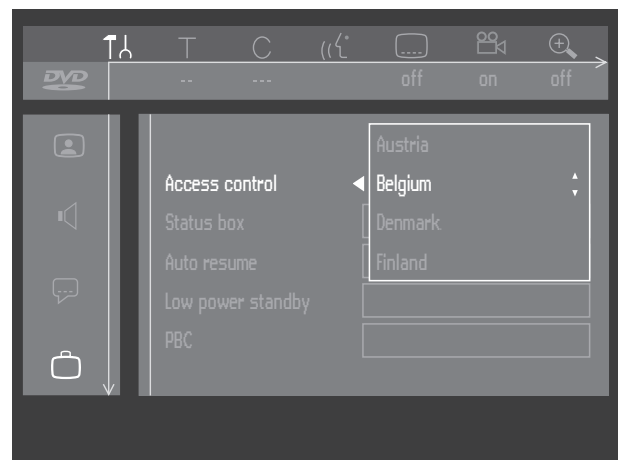 T C
DVD -- --- off on off
Austria
Access control Belgium
Status box Denmark
Auto resume Finland
Low power standby
PBC